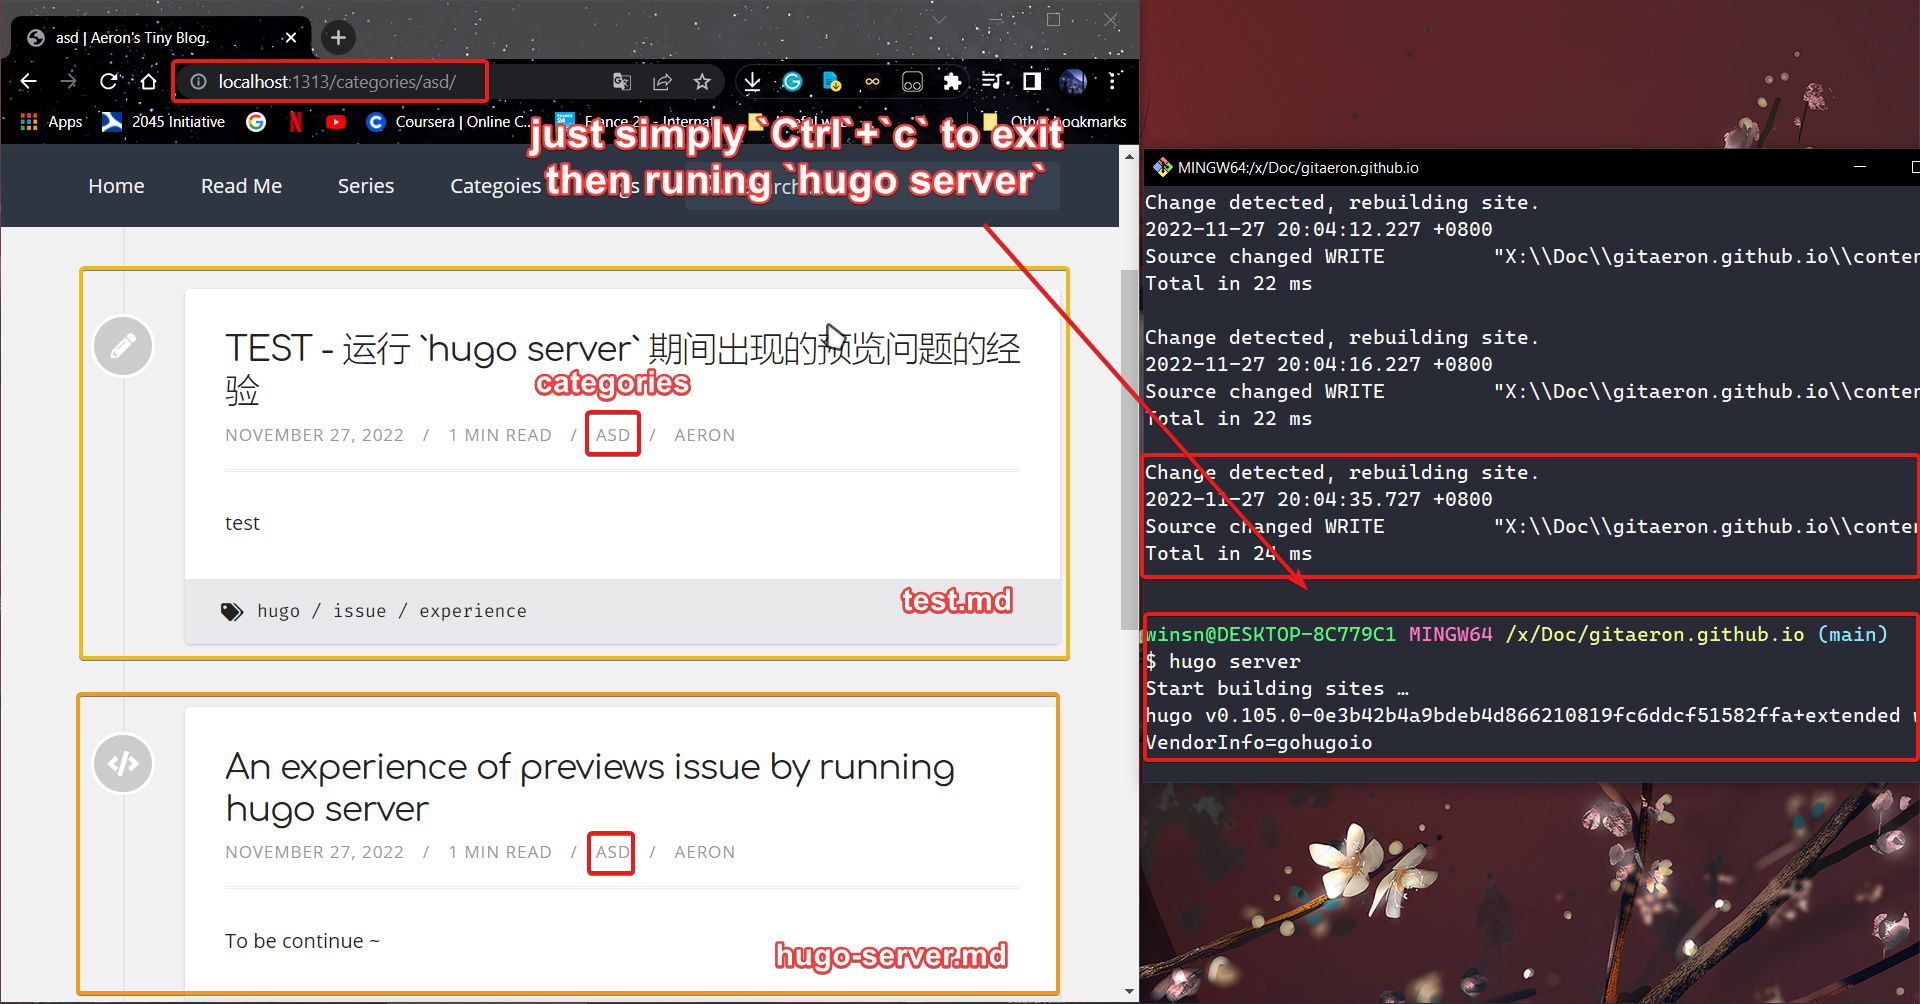 asd | Aeron's Tiny Blog.
localhost:1313/categories/asd/
Apps
2045 Initiative
Coursera | Online C...
France 2
Internat
Other bookmarks
just simply `Ctrl`+`c` to exit
then runing `hugo server`
Home
Read Me
Series
Categoies
TEST - 运行 `hugo server` 期间出现的预览问题的经
验
categories
NOVEMBER 27, 2022 / 1 MIN READ / ASD / AERON
test
hugo / issue / experience
test.md
An experience of previews issue by running
hugo server
NOVEMBER 27, 2022 / 1 MIN READ / ASD / AERON
To be continue ~
hugo-server.md
MINGW64:/x/Doc/gitaeron.github.io
Change detected, rebuilding site.
2022-11-27 20:04:12.227 +0800
Source changed WRITE "X:\\Doc\\gitaeron.github.io\\conten
Total in 22 ms
Change detected, rebuilding site.
2022-11-27 20:04:16.227 +0800
Source changed WRITE "X:\\Doc\\gitaeron.github.io\\conten
Total in 22 ms
Change detected, rebuilding site.
2022-11-27 20:04:35.727 +0800
Source changed WRITE "X:\\Doc\\gitaeron.github.io\\conten
Total in 24 ms
winsn@DESKTOP-8C779C1 MINGW64 /x/Doc/gitaeron.github.io (main)
$ hugo server
Start building sites …
hugo v0.105.0-0e3b42b4a9bdeb4d866210819fc6ddcf51582ffa+extended
VendorInfo=gohugoio